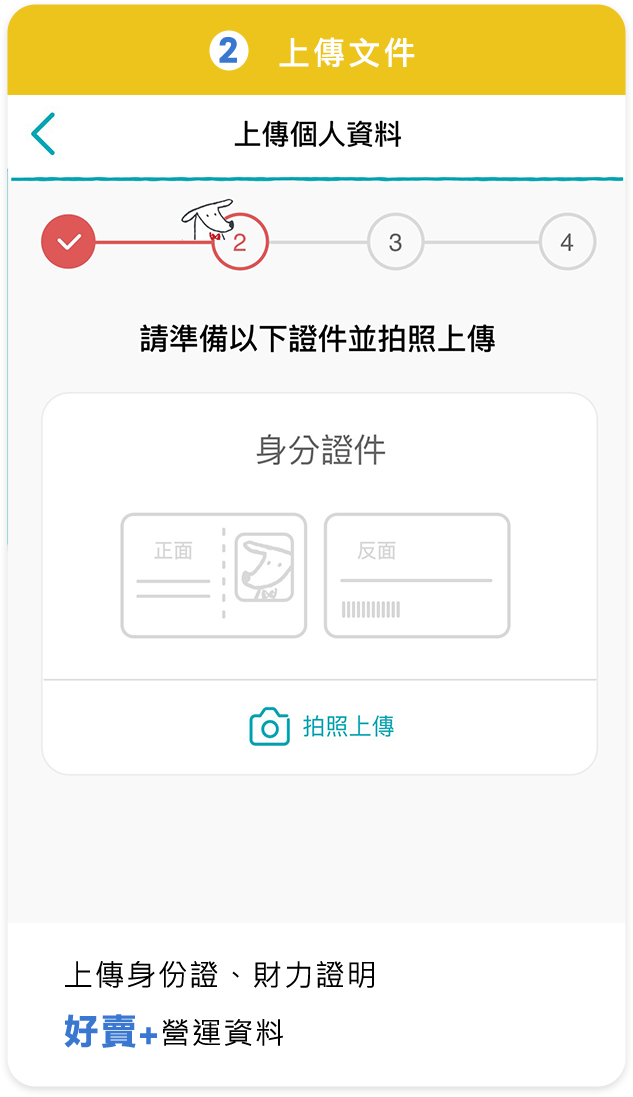 2 上傳文件
上傳個人資料
2 3 4
請準備以下證件並拍照上傳
身分證件
正面 反面
拍照上傳
上傳身份證、財力證明
好賣+營運資料